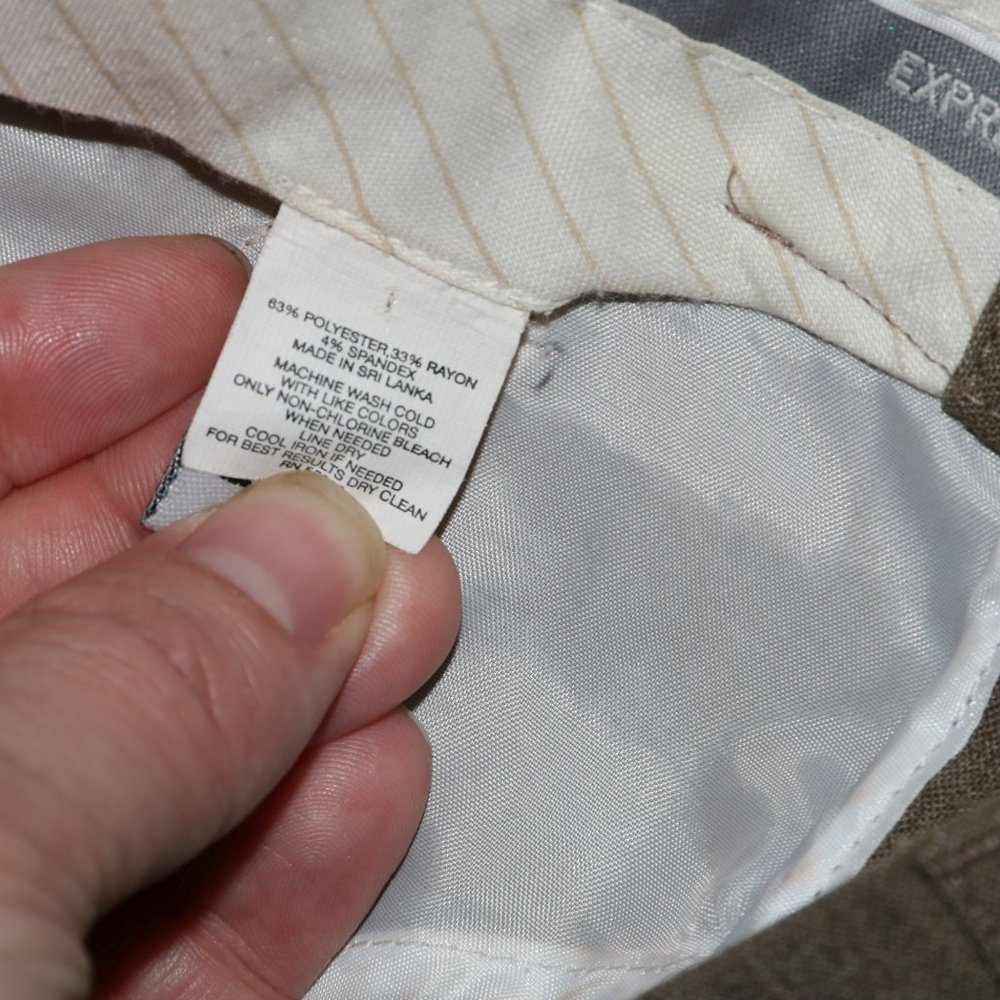 EXPR
63% POLYESTER,33% RAYON
4% SPANDEX
MADE IN SRI LANKA
MACHINE WASH COLD
WITH LIKE COLORS
ONLY NON-CHLORINE BLEACH
WHEN NEEDED
LINE DRY
COOL IRON IF NEEDED
FOR BEST RESULTS DRY CLEAN
RN